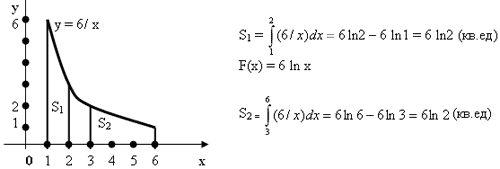 y
6
y = 6/ x
2
1
S₁
S₂
0 1 2 3 4 5 6 x
S₁ = ∫₁² (6/ x)dx = 6 ln2 − 6 ln1 = 6 ln2 (кв.ед)
F(x) = 6 ln x
S₂ = ∫₃⁶ (6/ x)dx = 6 ln 6 − 6 ln 3 = 6 ln 2 (кв.ед)